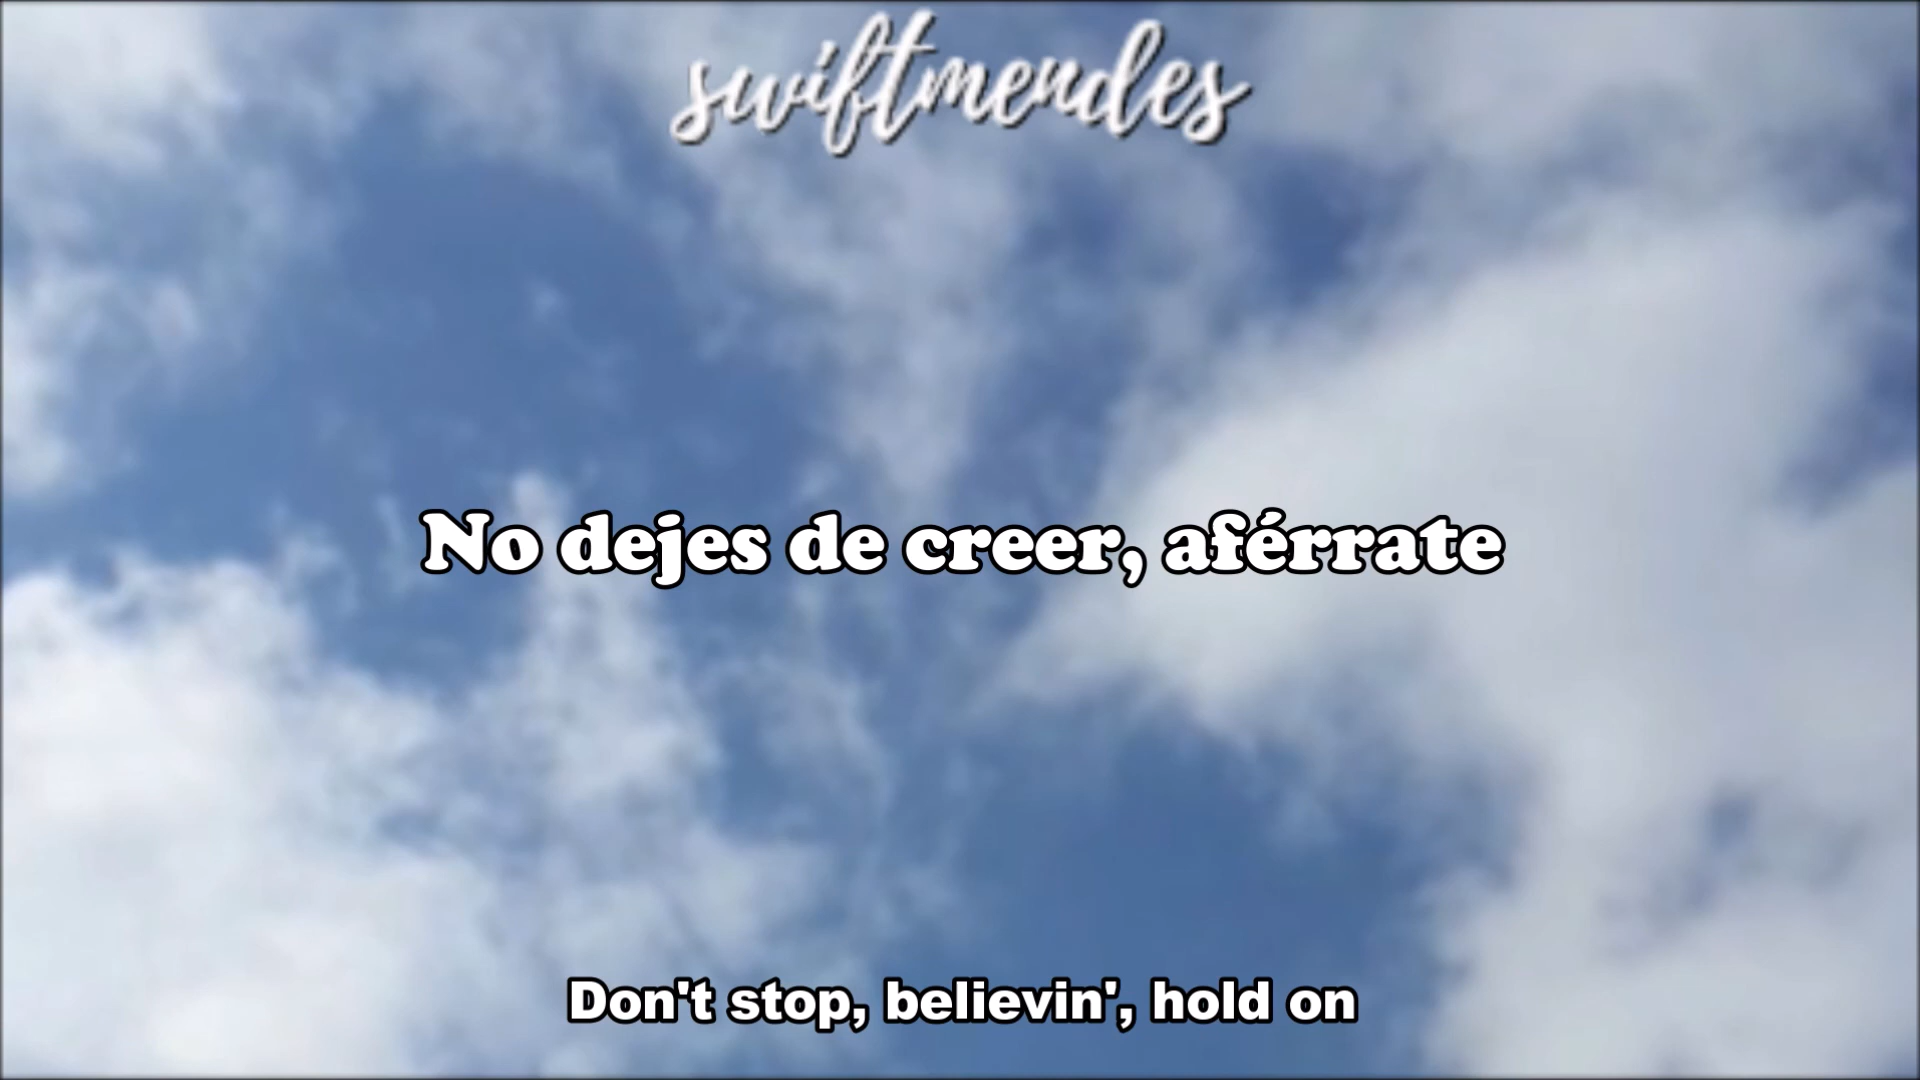 swiftmendes
No dejes de creer, aférrate
Don't stop, believin', hold on